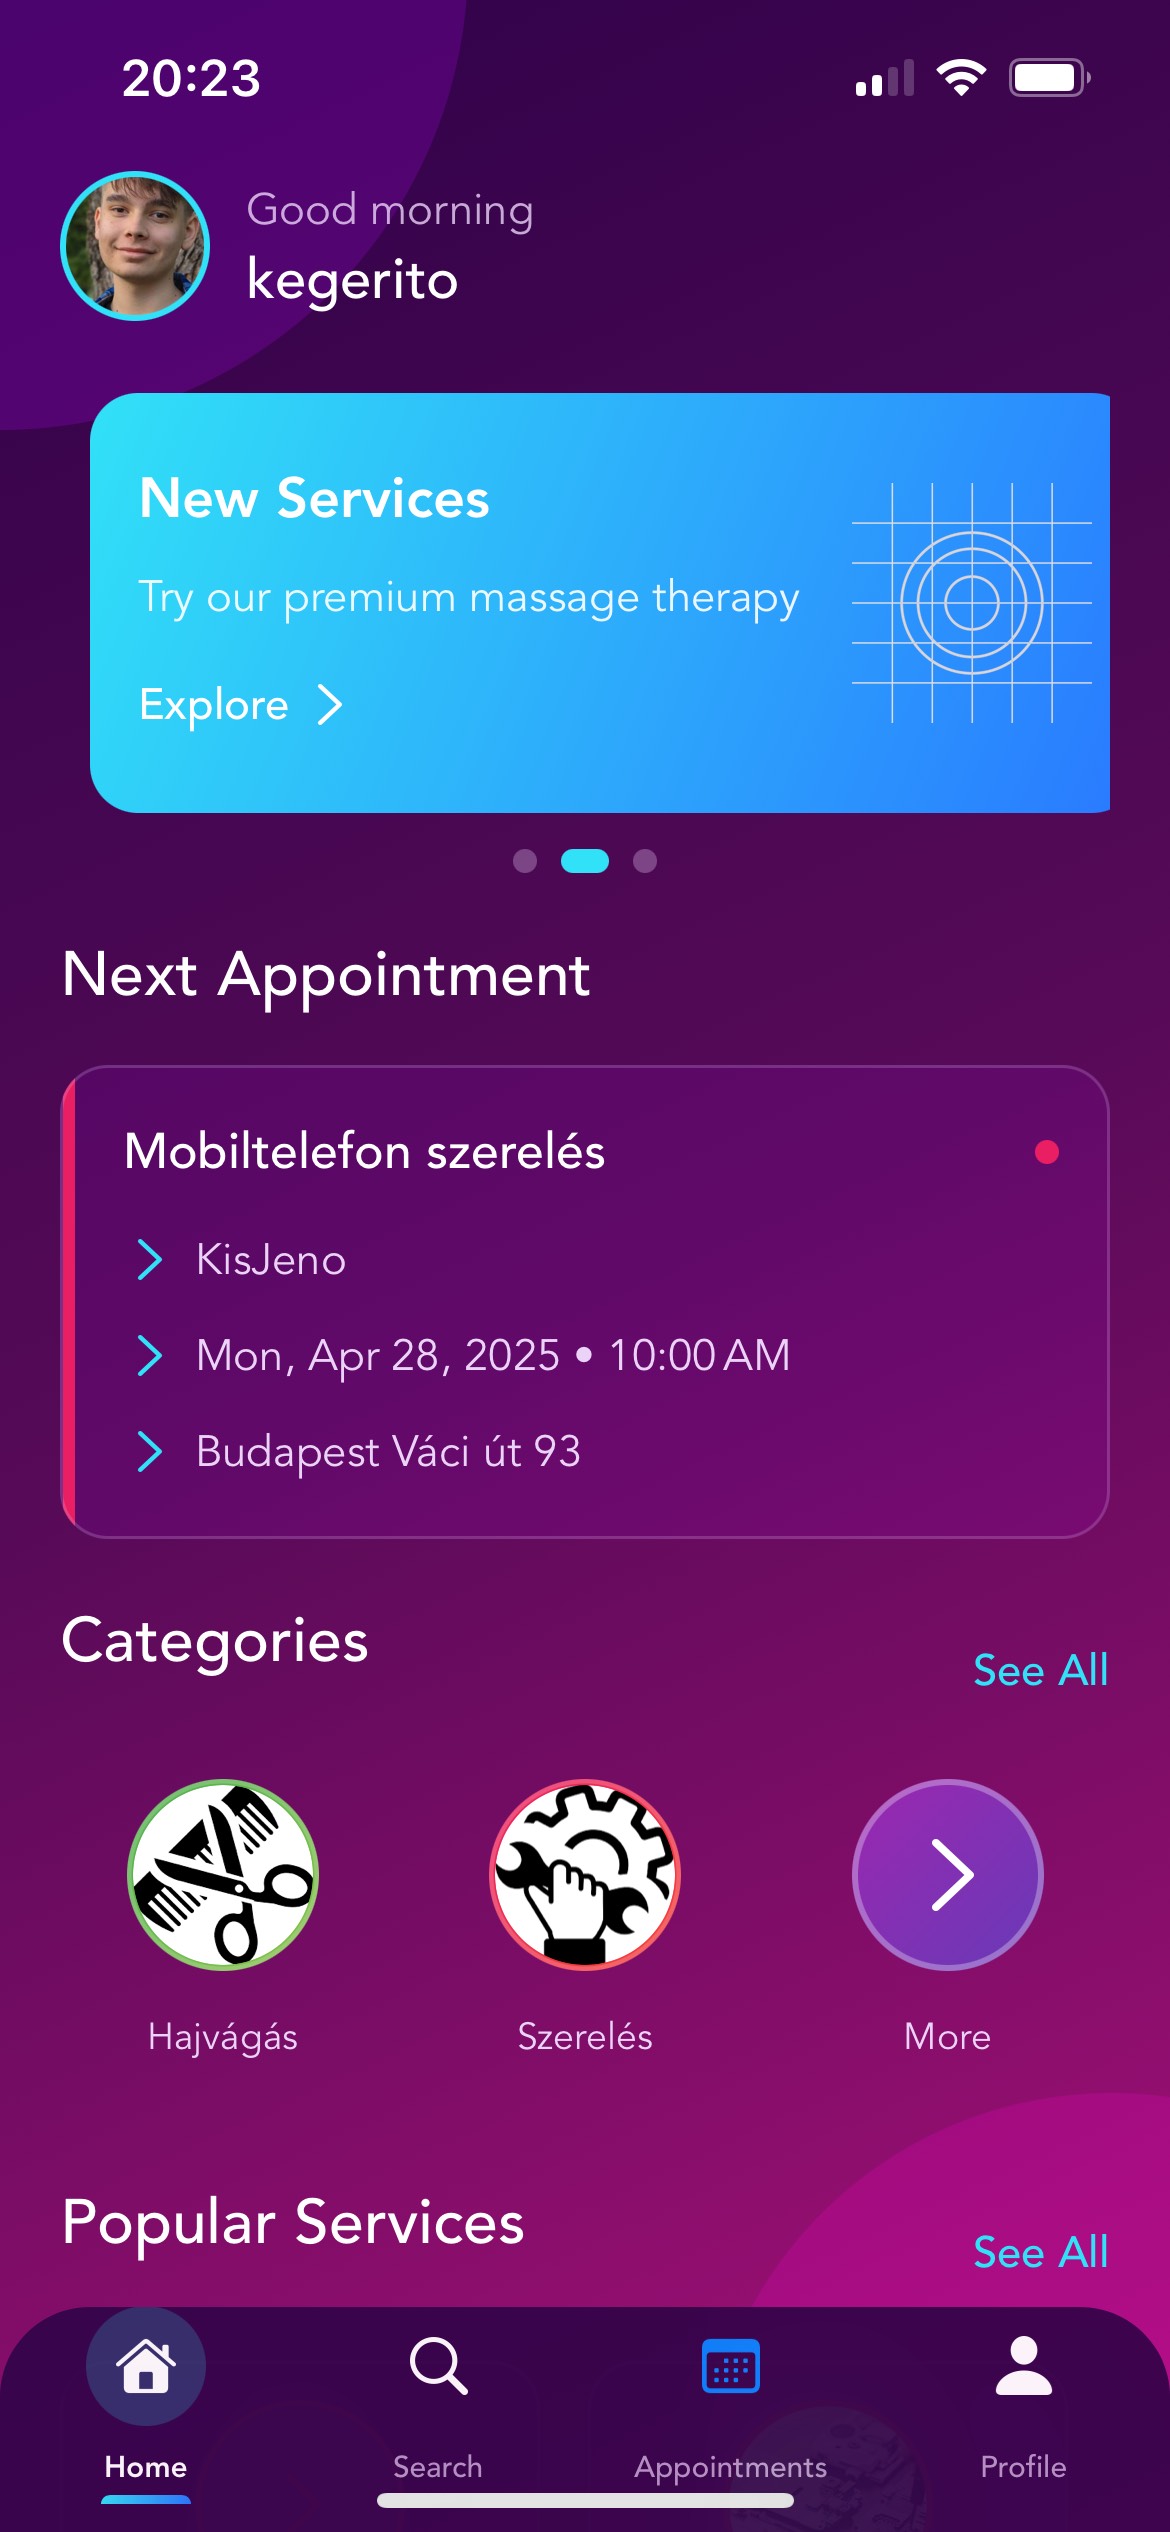 20:23
Good morning
kegerito
New Services
Try our premium massage therapy
Explore
Next Appointment
Mobiltelefon szerelés
KisJeno
Mon, Apr 28, 2025 • 10:00 AM
Budapest Váci út 93
Categories
See All
Hajvágás
Szerelés
More
Popular Services
See All
Home
Search
Appointments
Profile